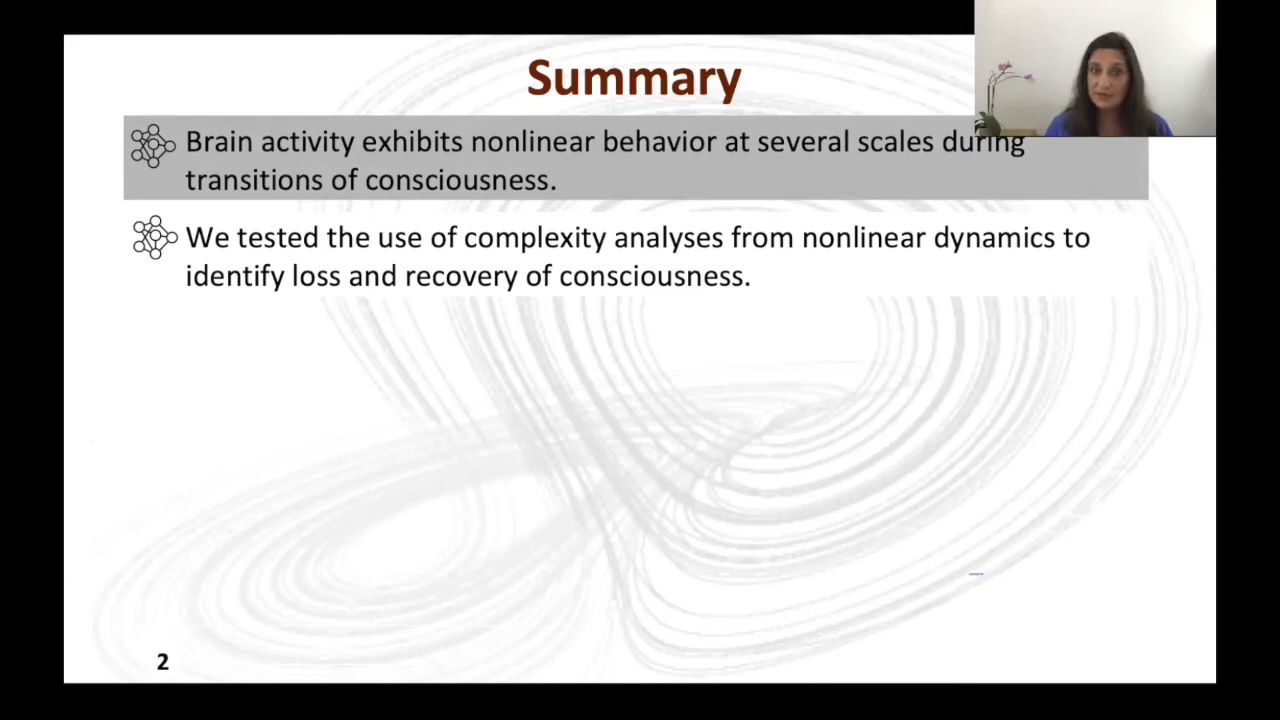 Summary
Brain activity exhibits nonlinear behavior at several scales during
transitions of consciousness.
We tested the use of complexity analyses from nonlinear dynamics to
identify loss and recovery of consciousness.
2